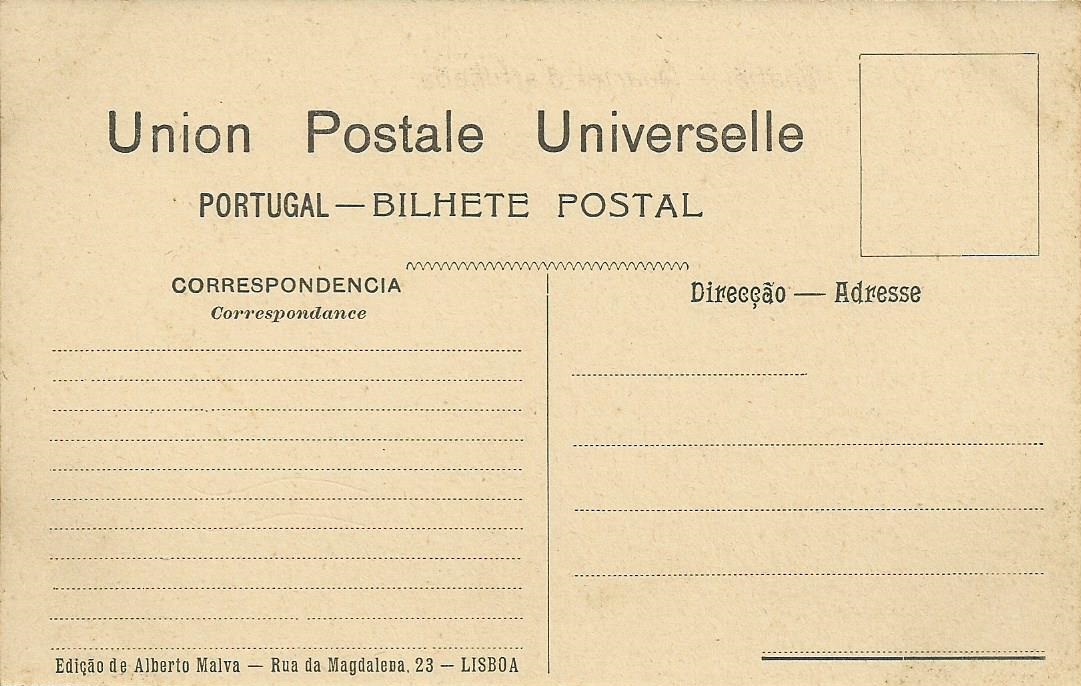 Union Postale Universelle
PORTUGAL — BILHETE POSTAL
CORRESPONDENCIA
Correspondance
Direcção — Adresse
Edição de Alberto Malva — Rua da Magdalena, 23 — LISBOA